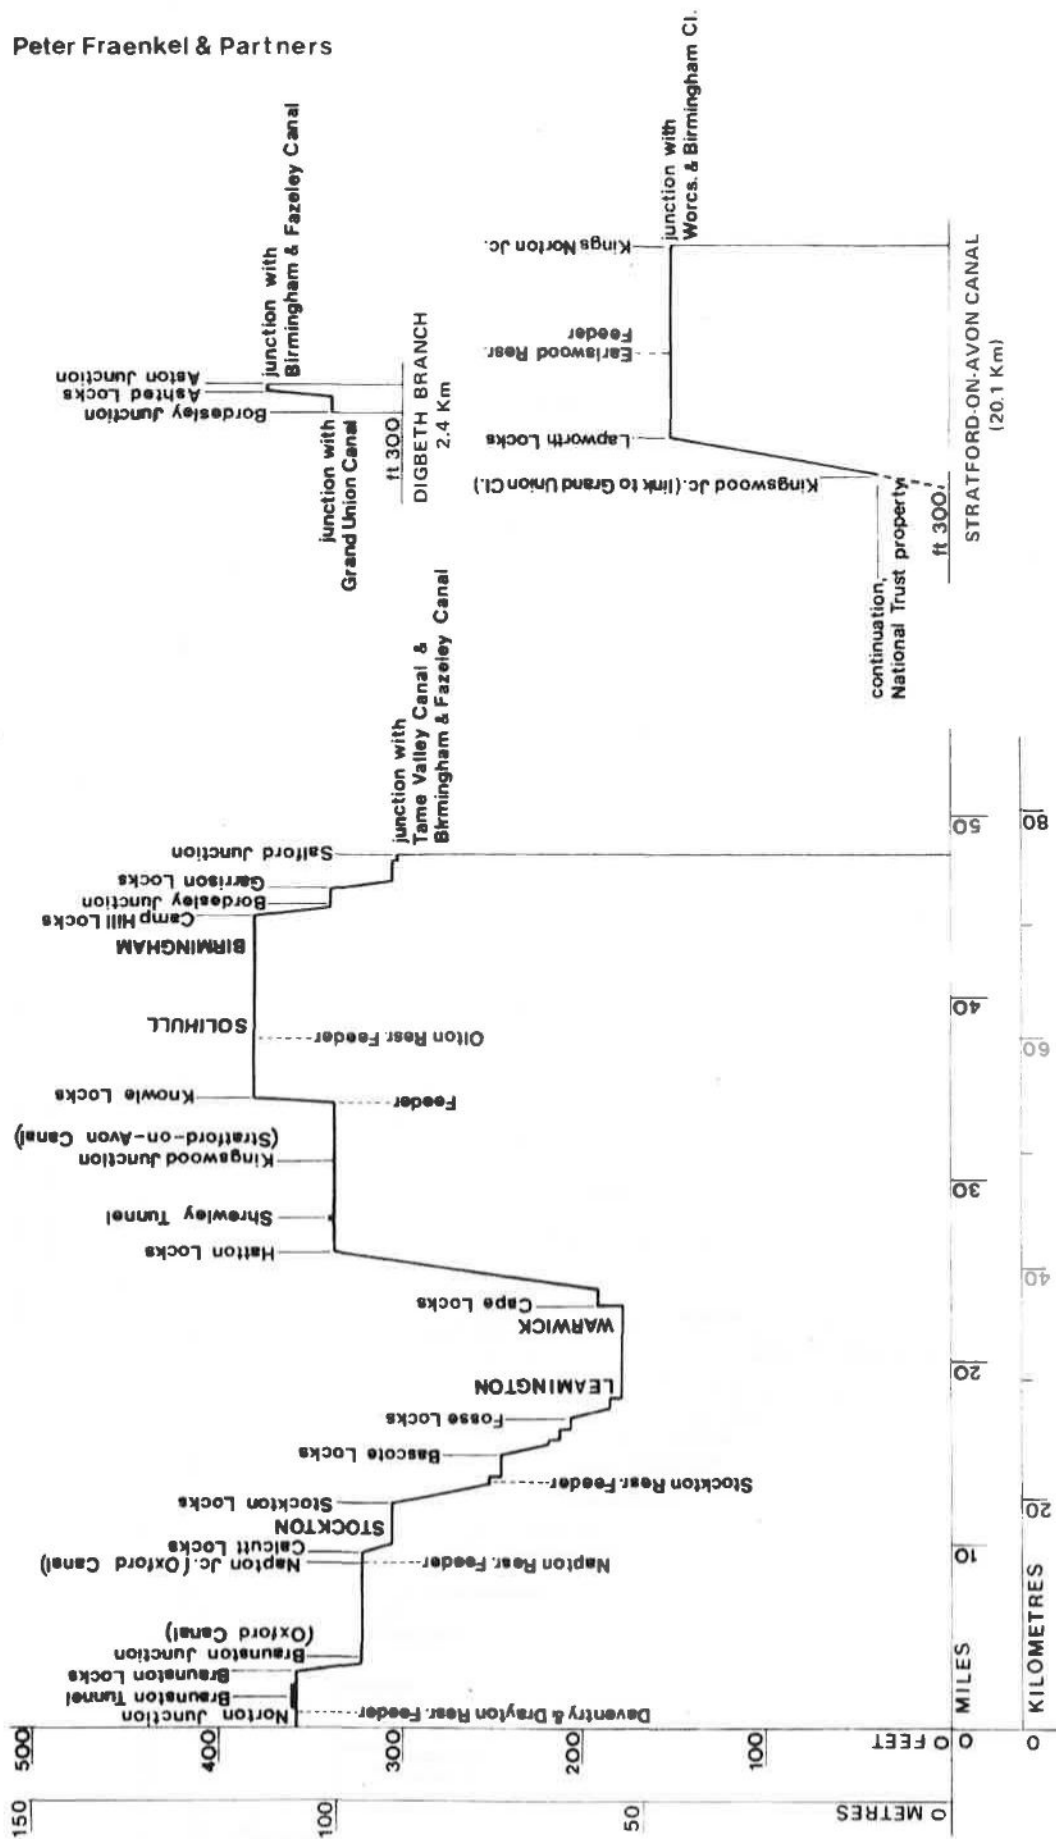 Peter Fraenkel & Partners
Aston Junction
Ashted Locks
Bordesley Junction
junction with
Birmingham & Fazeley Canal
junction with
Grand Union Canal
ft 300
DIGBETH BRANCH
2.4 Km
Kings Norton Jc.
Earlswood Resr.
Feeder
Lapworth Locks
Kingswood Jc. (link to Grand Union Cl.)
junction with
Worcs. & Birmingham Cl.
continuation,
National Trust property
ft 300
STRATFORD-ON-AVON CANAL
(20.1 Km)
Salford Junction
Garrison Locks
Bordesley Junction
Camp Hill Locks
BIRMINGHAM
SOLIHULL
Olton Resr. Feeder
Knowle Locks
Feeder
Kingswood Junction
(Stratford-on-Avon Canal)
Shrewley Tunnel
Hatton Locks
Cape Locks
WARWICK
LEAMINGTON
Fosse Locks
Bascote Locks
Stockton Resr. Feeder
Stockton Locks
STOCKTON
Calcutt Locks
Napton Jc. (Oxford Canal)
Napton Resr. Feeder
Braunston Junction
(Oxford Canal)
Braunston Locks
Braunston Tunnel
Norton Junction
Daventry & Drayton Resr. Feeder
junction with
Tame Valley Canal &
Birmingham & Fazeley Canal
500
400
300
200
100
0 FEET
150
100
50
0 METRES
0 MILES
10
20
30
40
50
0 KILOMETRES
20
40
60
80